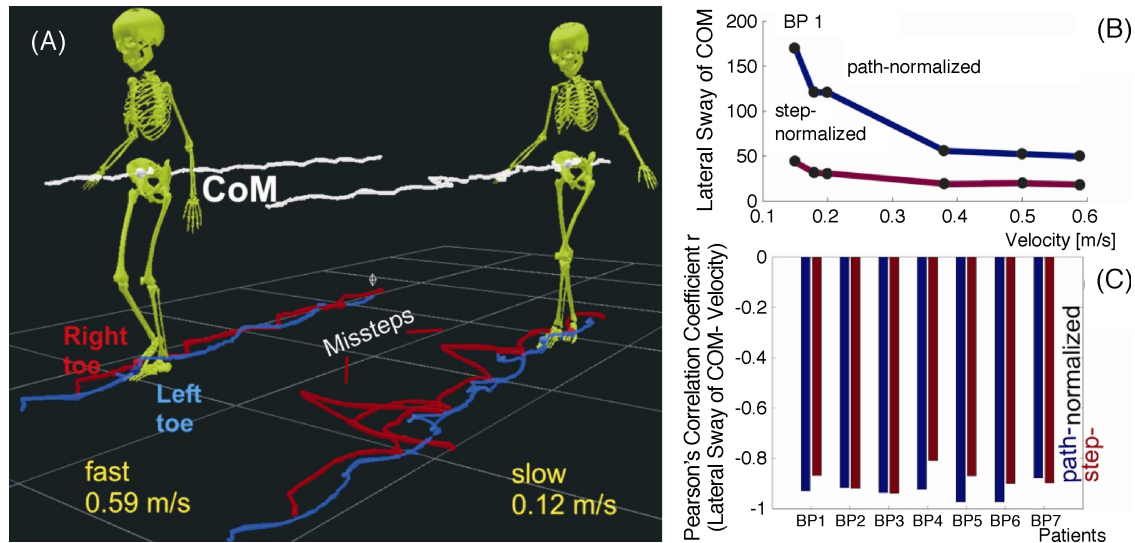 (A)
CoM
Right
toe
Left
toe
Missteps
fast
0.59 m/s
slow
0.12 m/s
(B)
BP 1
path-normalized
step-
normalized
Lateral Sway of COM
200
150
100
50
0
0.1
0.2
0.3
0.4
0.5
0.6
Velocity [m/s]
(C)
Pearson's Correlation Coefficient r
(Lateral Sway of COM- Velocity)
0
-0.2
-0.4
-0.6
-0.8
-1
path-normalized
step-
BP1
BP2
BP3
BP4
BP5
BP6
BP7
Patients